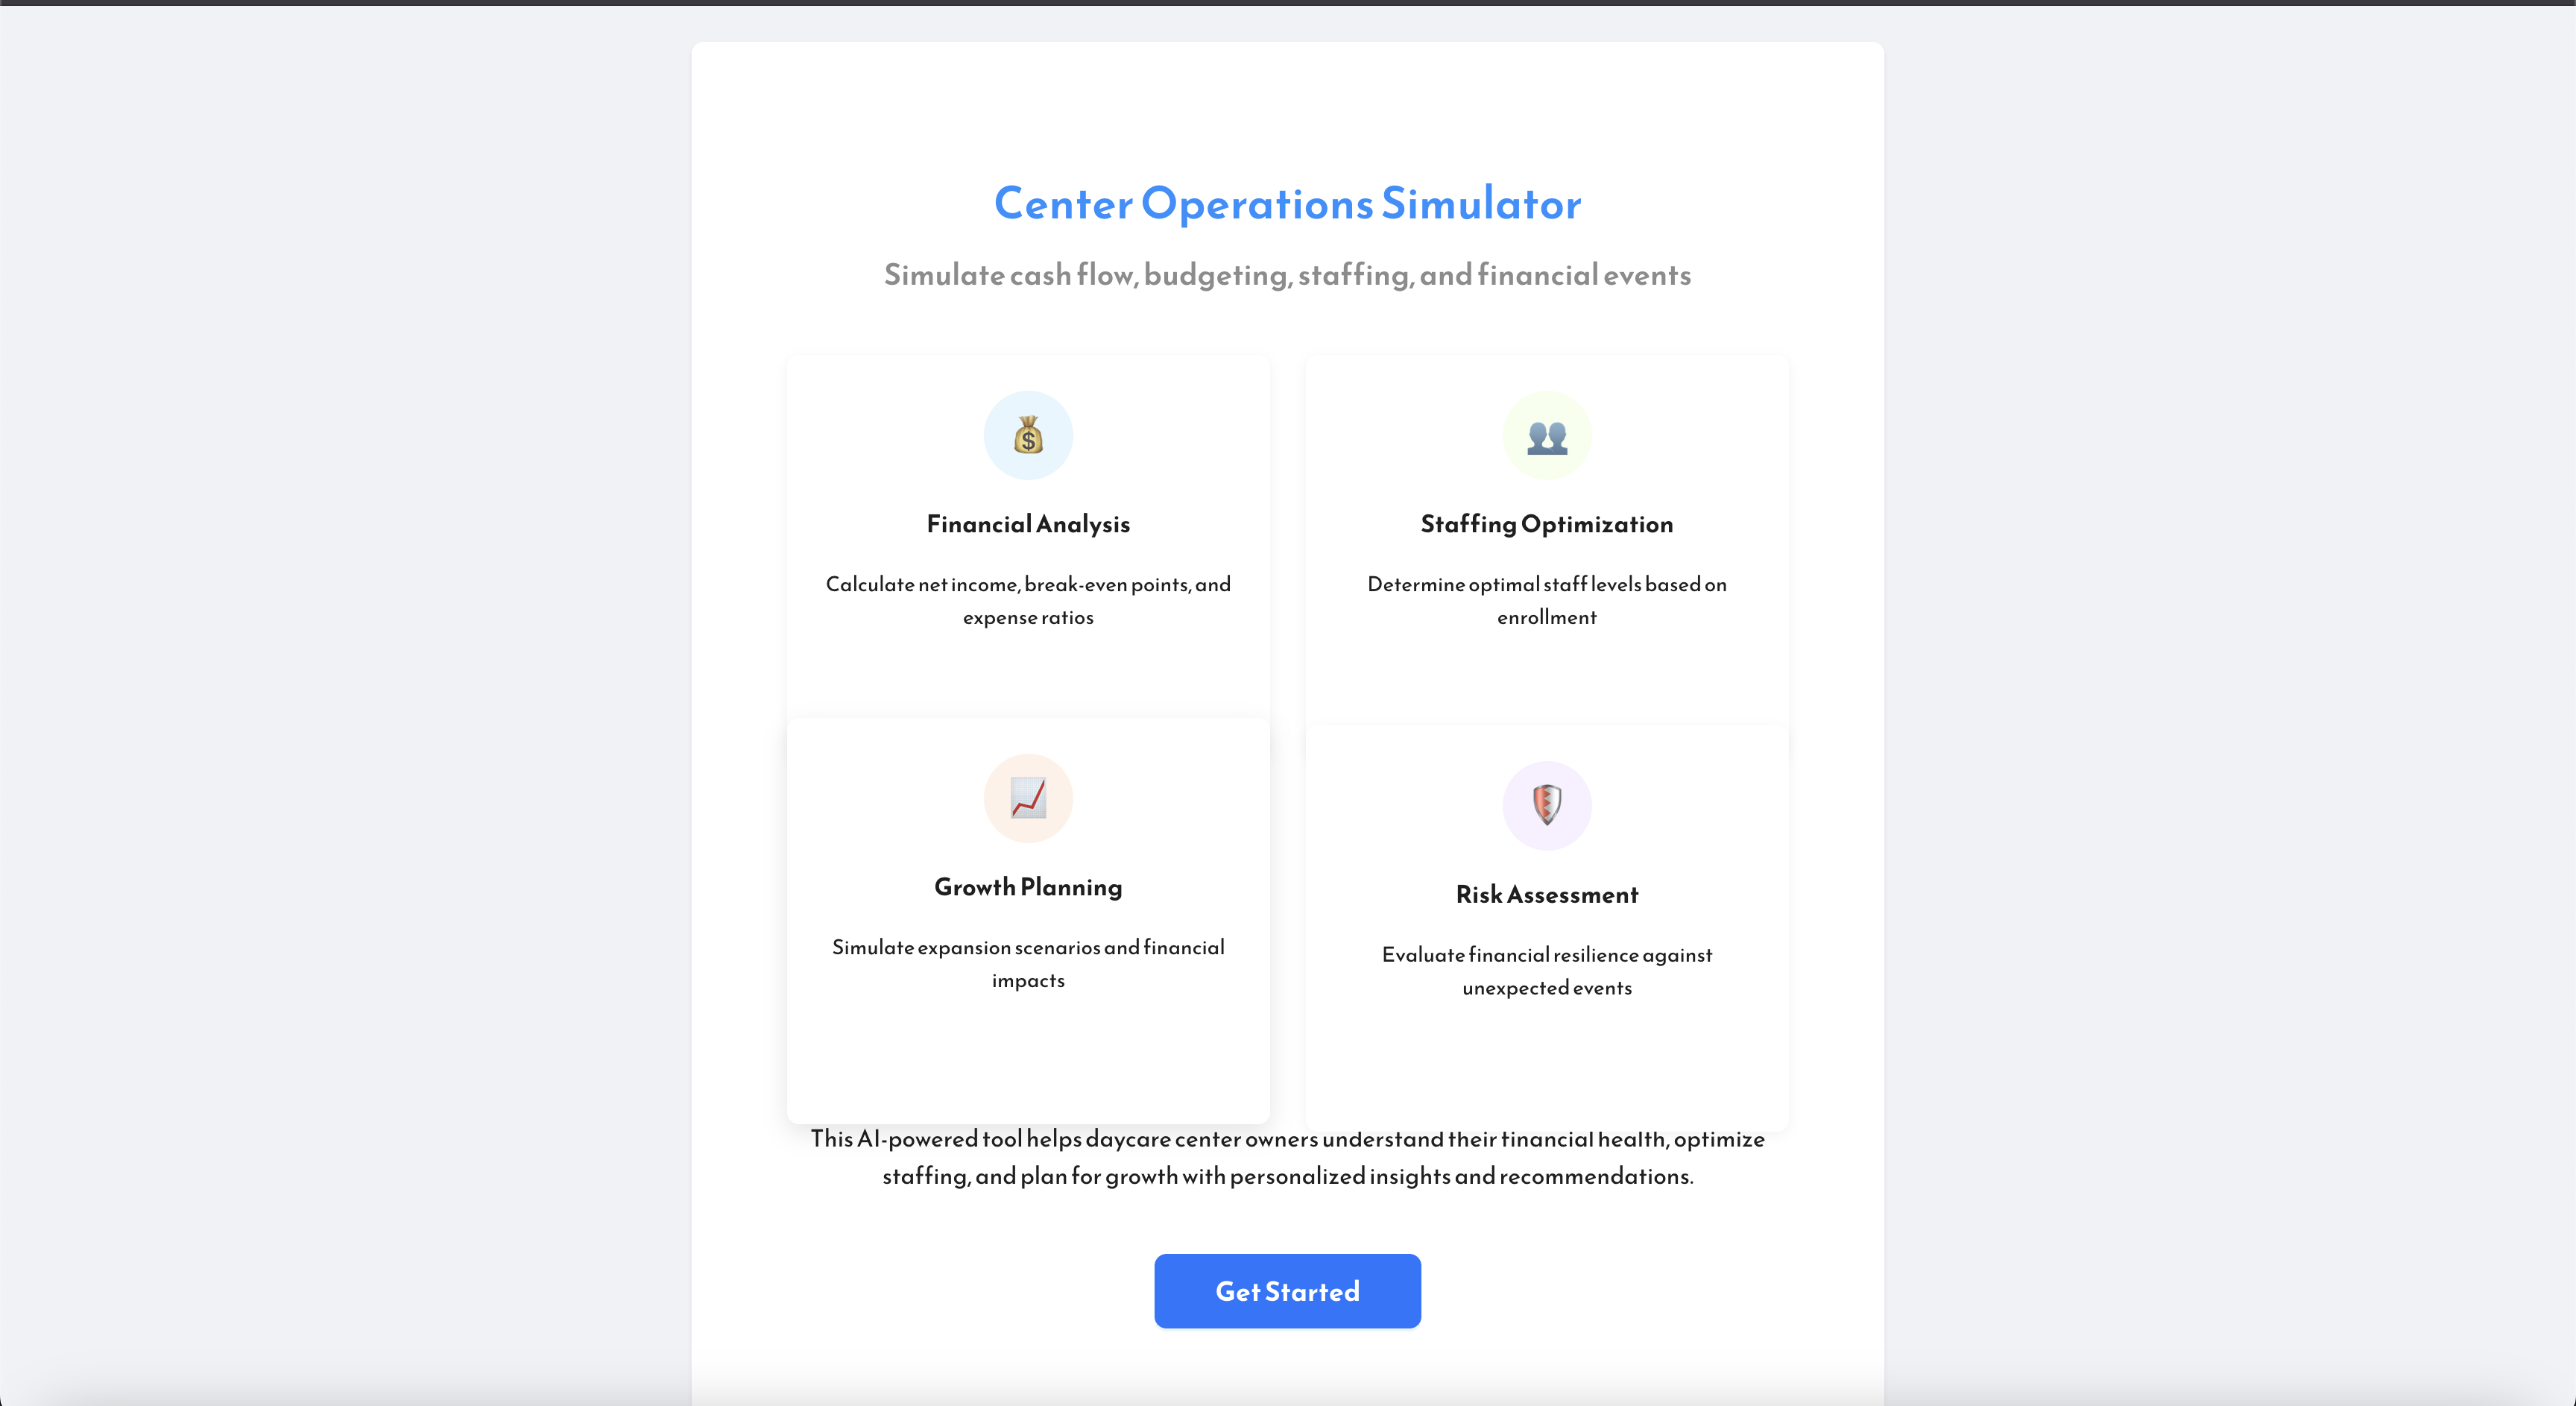 Center Operations Simulator
Simulate cash flow, budgeting, staffing, and financial events
Financial Analysis
Calculate net income, break-even points, and
expense ratios
Staffing Optimization
Determine optimal staff levels based on
enrollment
Growth Planning
Simulate expansion scenarios and financial
impacts
Risk Assessment
Evaluate financial resilience against
unexpected events
This AI-powered tool helps daycare center owners understand their financial health, optimize
staffing, and plan for growth with personalized insights and recommendations.
Get Started